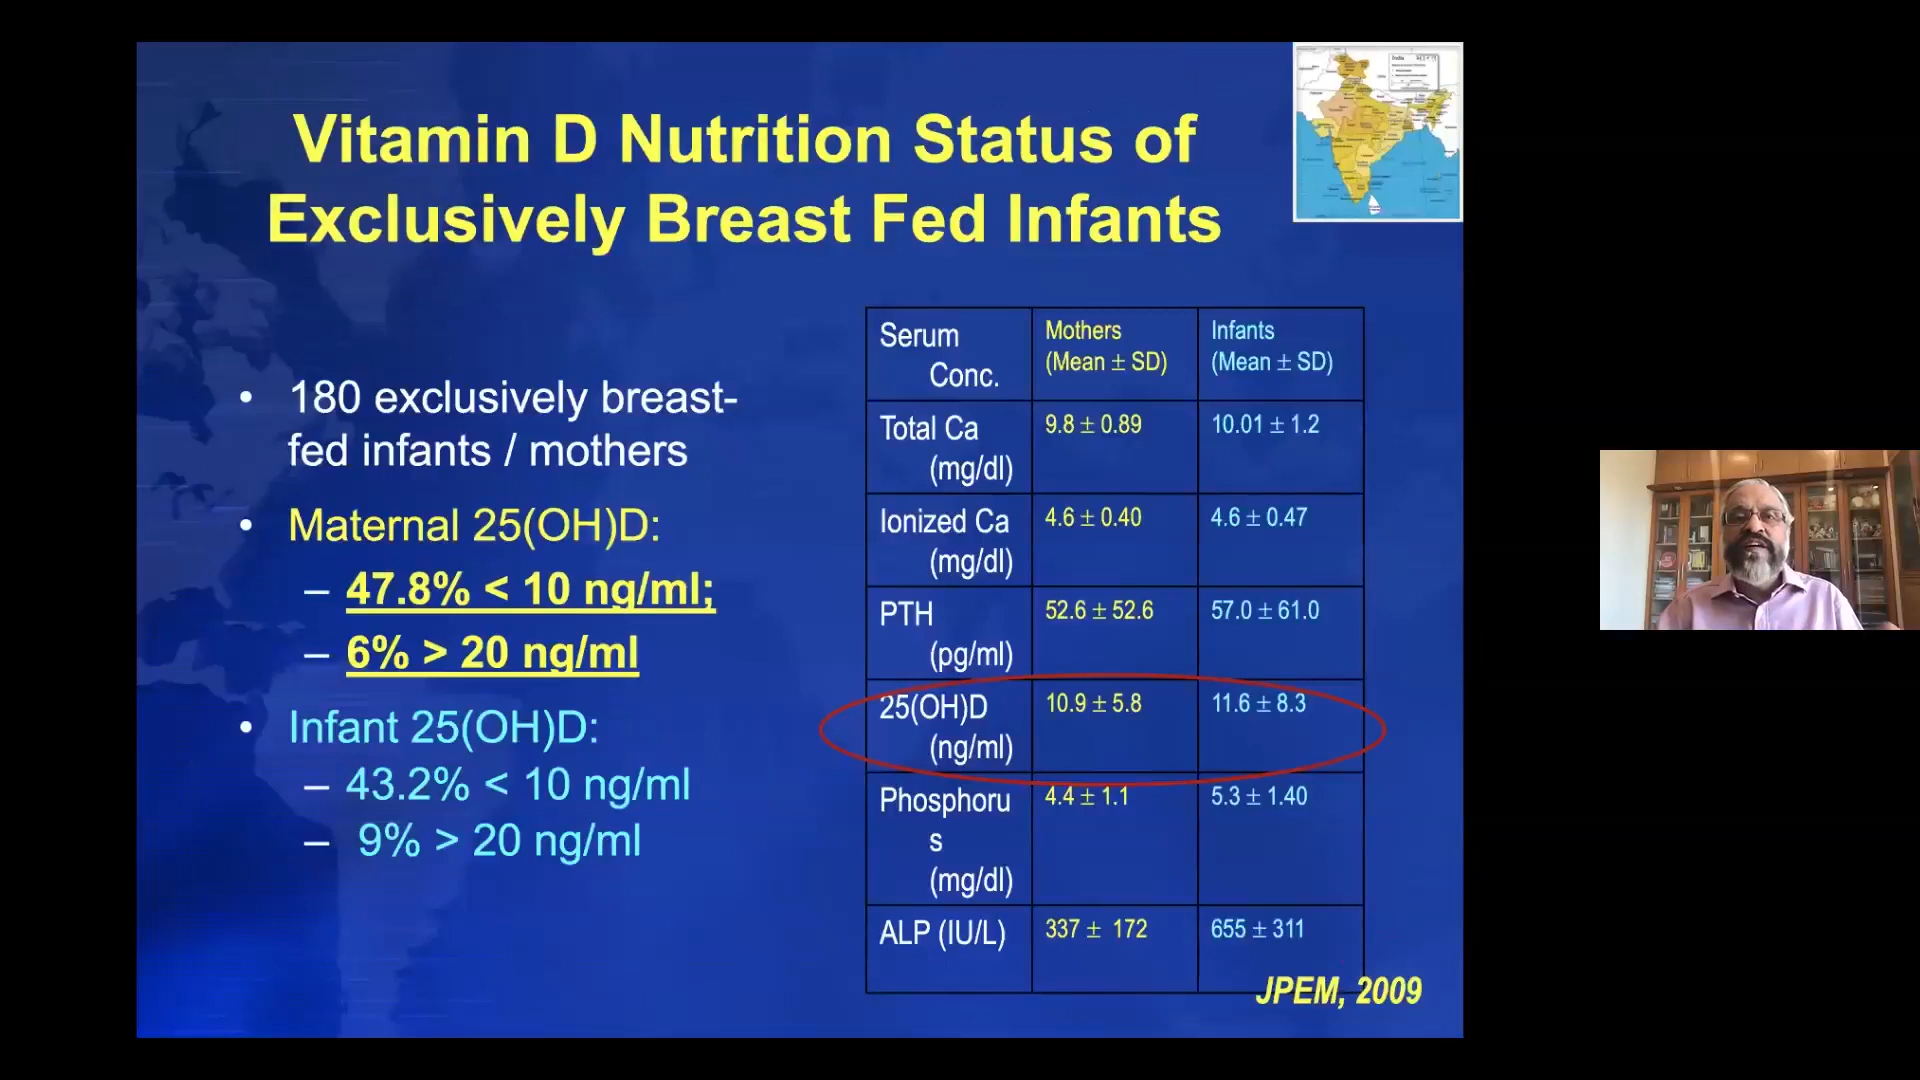 Vitamin D Nutrition Status of
Exclusively Breast Fed Infants
India
• 180 exclusively breast-
fed infants / mothers
• Maternal 25(OH)D:
– 47.8% < 10 ng/ml;
– 6% > 20 ng/ml
• Infant 25(OH)D:
– 43.2% < 10 ng/ml
– 9% > 20 ng/ml
Serum
Conc.
Mothers
(Mean ± SD)
Infants
(Mean ± SD)
Total Ca
(mg/dl)
9.8 ± 0.89
10.01 ± 1.2
Ionized Ca
(mg/dl)
4.6 ± 0.40
4.6 ± 0.47
PTH
(pg/ml)
52.6 ± 52.6
57.0 ± 61.0
25(OH)D
(ng/ml)
10.9 ± 5.8
11.6 ± 8.3
Phosphoru
s
(mg/dl)
4.4 ± 1.1
5.3 ± 1.40
ALP (IU/L)
337 ± 172
655 ± 311
JPEM, 2009